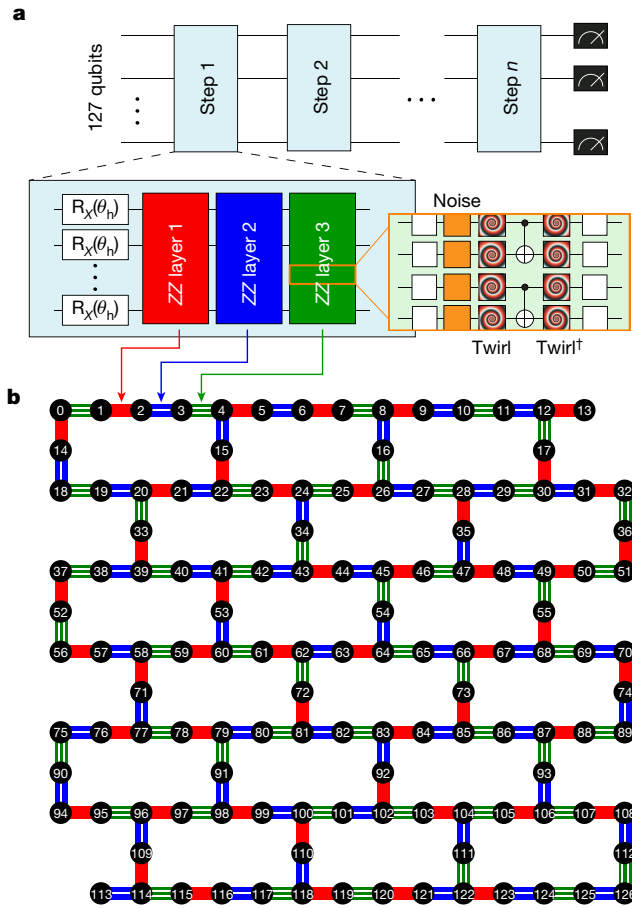 a
127 qubits
Step 1
Step 2
Step n
R_X(θ_h)
R_X(θ_h)
R_X(θ_h)
ZZ layer 1
ZZ layer 2
ZZ layer 3
Noise
Twirl
Twirl†
b
0 1 2 3 4 5 6 7 8 9 10 11 12 13
14 15 16 17
18 19 20 21 22 23 24 25 26 27 28 29 30 31 32
33 34 35 36
37 38 39 40 41 42 43 44 45 46 47 48 49 50 51
52 53 54 55
56 57 58 59 60 61 62 63 64 65 66 67 68 69 70
71 72 73 74
75 76 77 78 79 80 81 82 83 84 85 86 87 88 89
90 91 92 93
94 95 96 97 98 99 100 101 102 103 104 105 106 107 108
109 110 111 112
113 114 115 116 117 118 119 120 121 122 123 124 125 126